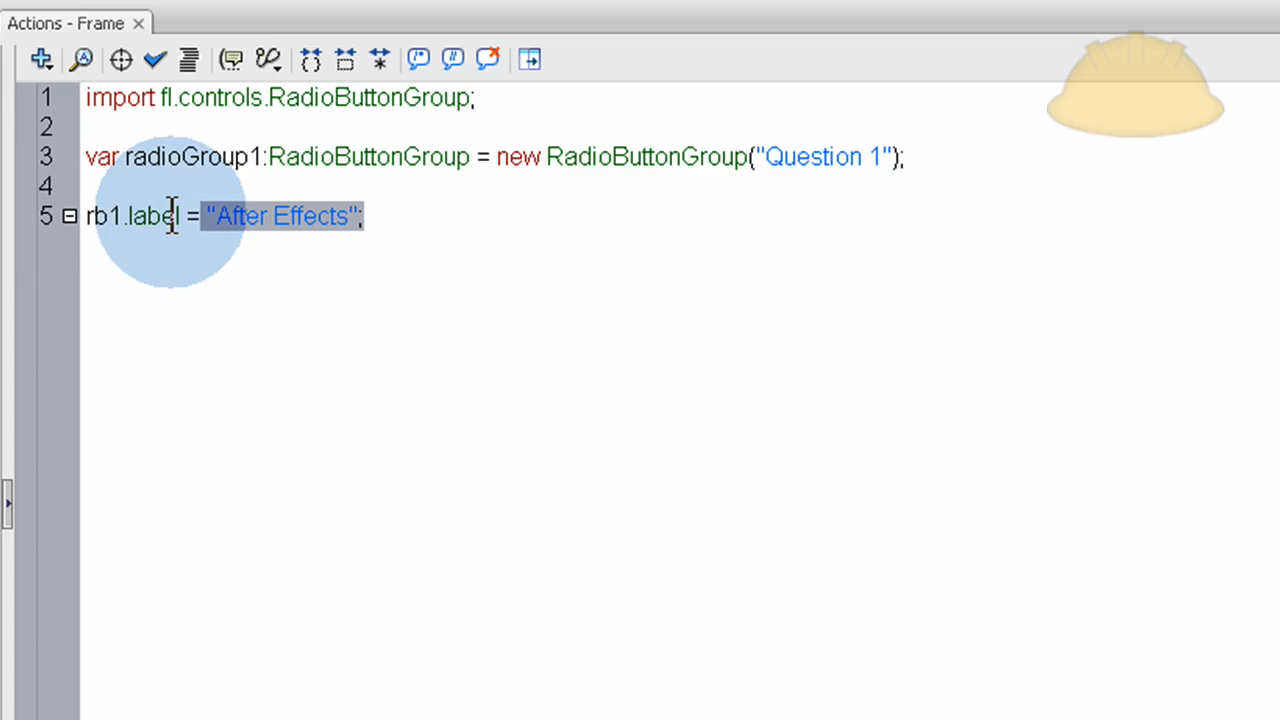 Actions - Frame
1 import fl.controls.RadioButtonGroup;
2
3 var radioGroup1:RadioButtonGroup = new RadioButtonGroup("Question 1");
4
5 rb1.label = "After Effects";